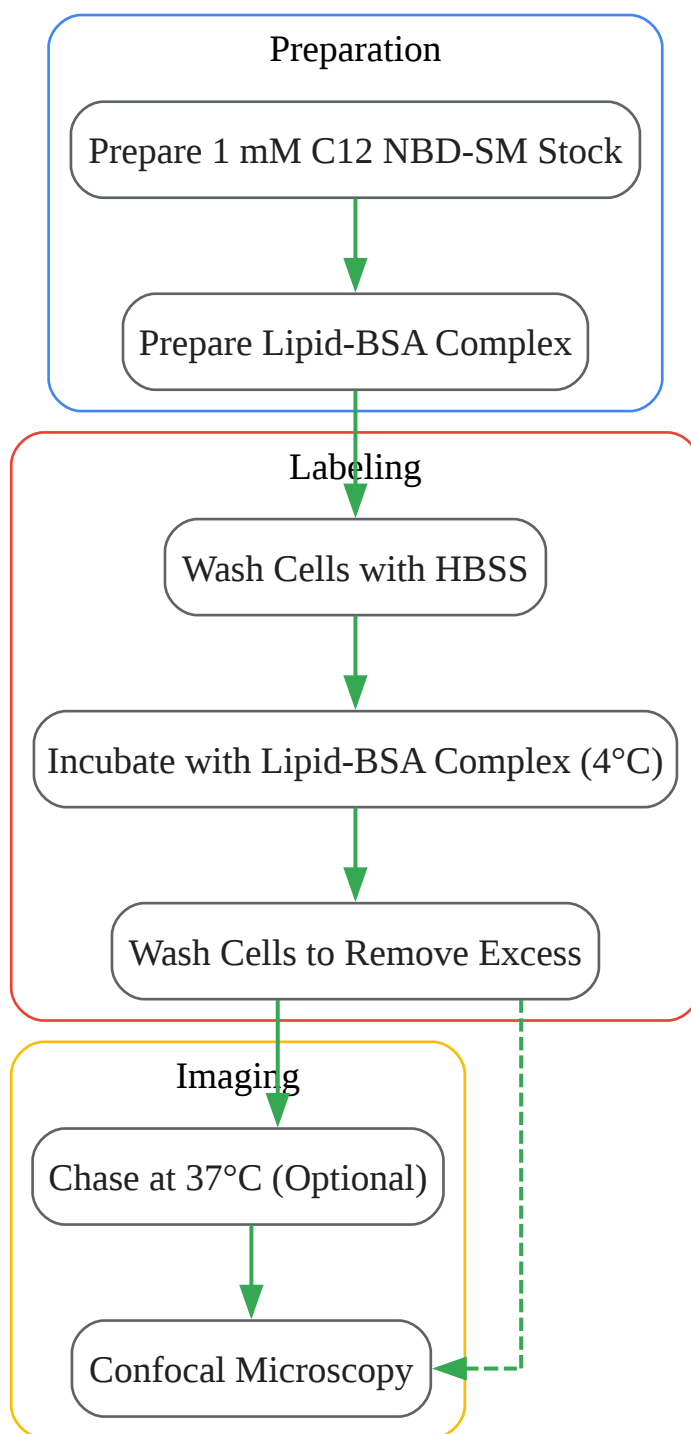 Preparation
Prepare 1 mM C12 NBD-SM Stock
Prepare Lipid-BSA Complex
Labeling
Wash Cells with HBSS
Incubate with Lipid-BSA Complex (4°C)
Wash Cells to Remove Excess
Imaging
Chase at 37°C (Optional)
Confocal Microscopy